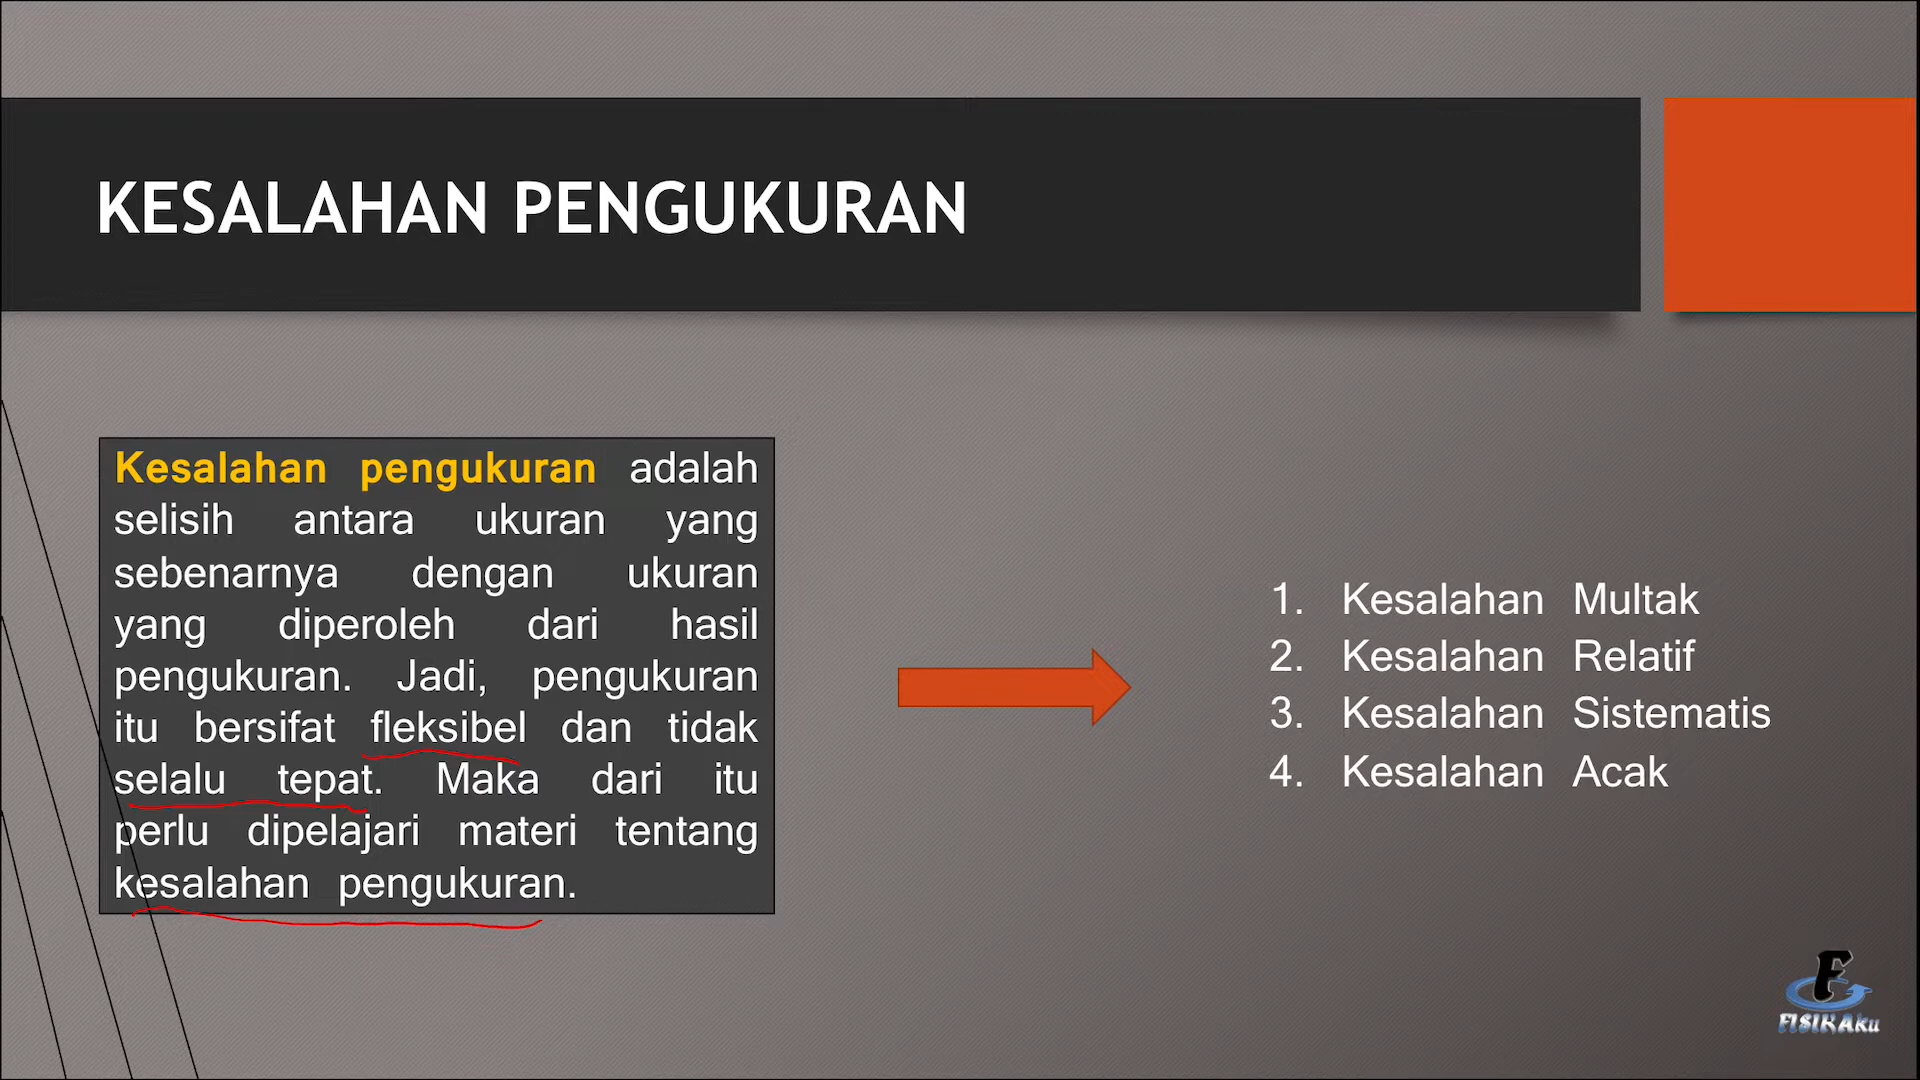 KESALAHAN PENGUKURAN
Kesalahan pengukuran adalah
selisih antara ukuran yang
sebenarnya dengan ukuran
yang diperoleh dari hasil
pengukuran. Jadi, pengukuran
itu bersifat fleksibel dan tidak
selalu tepat. Maka dari itu
perlu dipelajari materi tentang
kesalahan pengukuran.
1. Kesalahan Multak
2. Kesalahan Relatif
3. Kesalahan Sistematis
4. Kesalahan Acak
F
FISIKAku